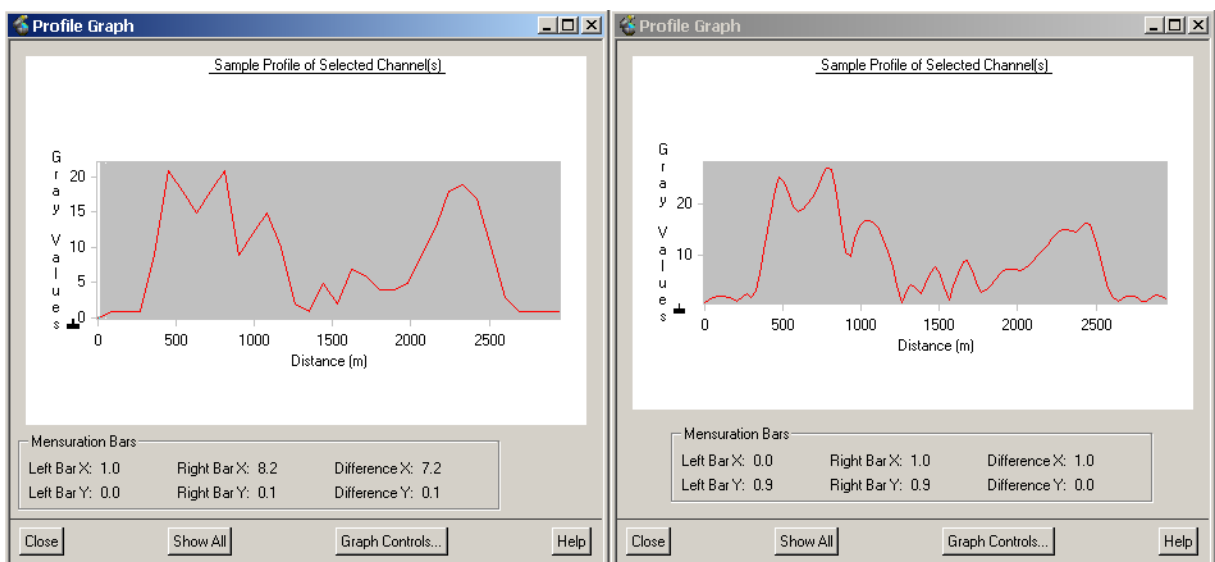 Profile Graph
Sample Profile of Selected Channel(s)
Gray Values
20
15
10
5
0
0 500 1000 1500 2000 2500
Distance (m)
Mensuration Bars
Left Bar X: 1.0 Right Bar X: 8.2 Difference X: 7.2
Left Bar Y: 0.0 Right Bar Y: 0.1 Difference Y: 0.1
Close Show All Graph Controls... Help
Profile Graph
Sample Profile of Selected Channel(s)
Gray Values
20
10
0 500 1000 1500 2000 2500
Distance (m)
Mensuration Bars
Left Bar X: 0.0 Right Bar X: 1.0 Difference X: 1.0
Left Bar Y: 0.9 Right Bar Y: 0.9 Difference Y: 0.0
Close Show All Graph Controls... Help